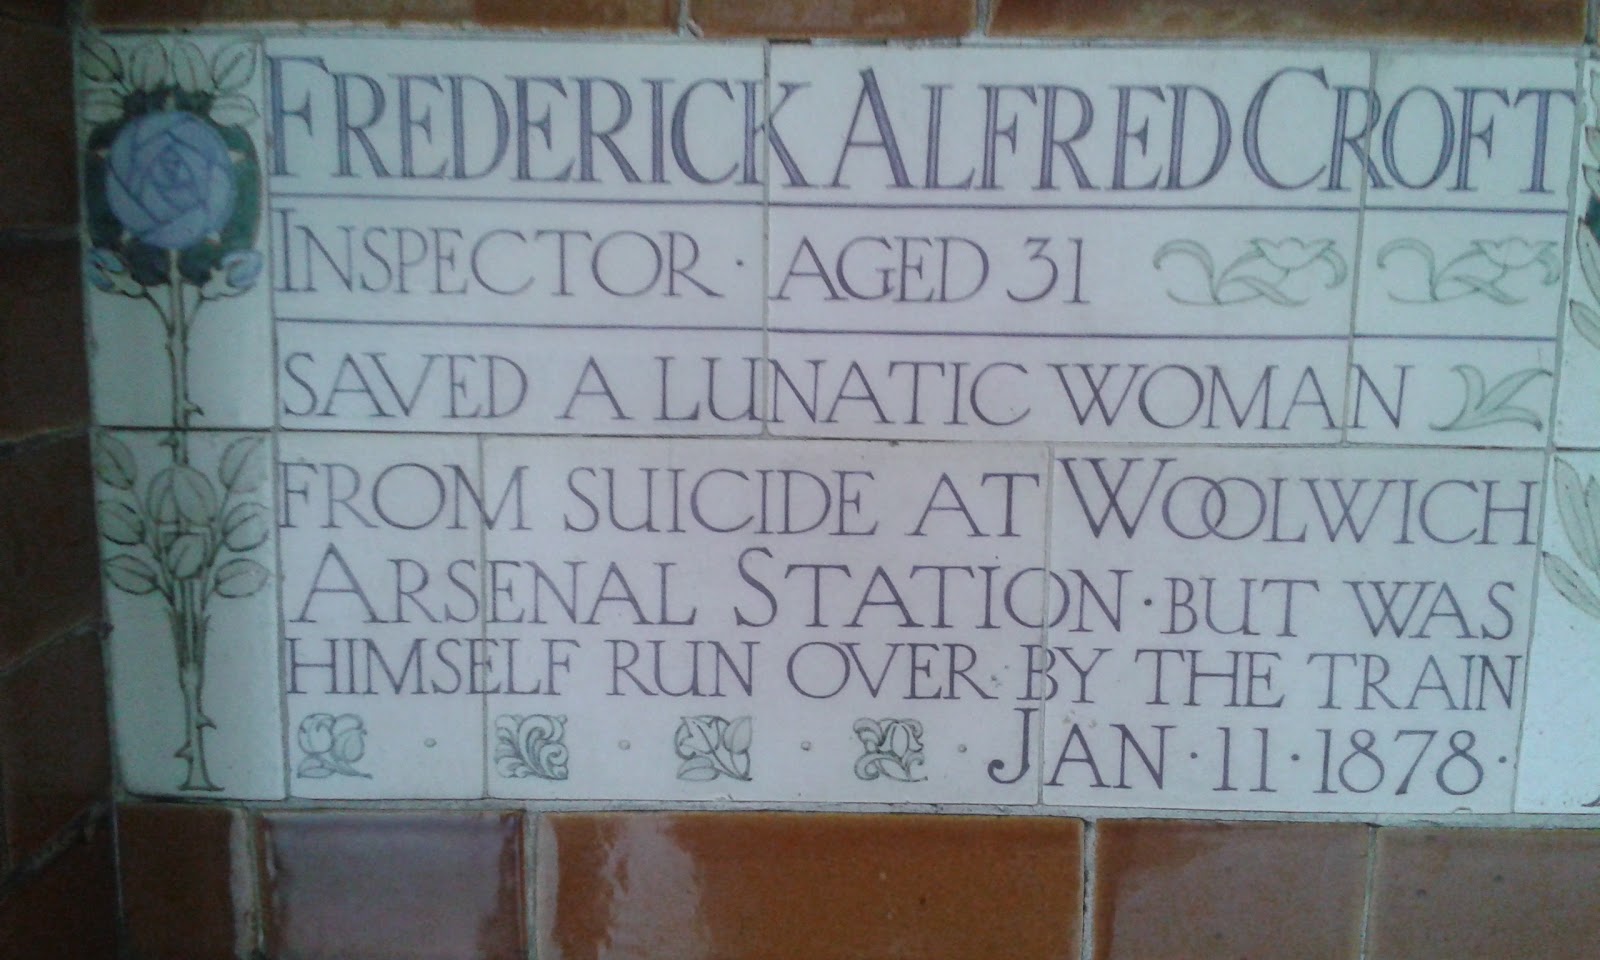 FREDERICK ALFRED CROFT
INSPECTOR · AGED 31
SAVED A LUNATIC WOMAN
FROM SUICIDE AT WOOLWICH
ARSENAL STATION · BUT WAS
HIMSELF RUN OVER BY THE TRAIN
· JAN · 11 · 1878 ·